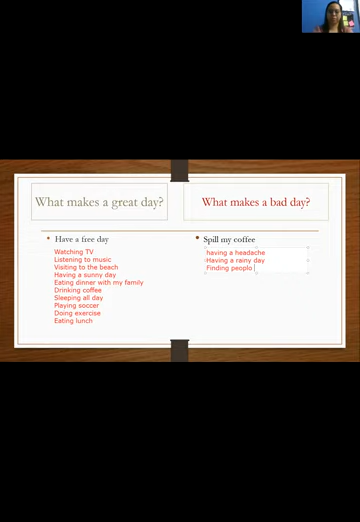 What makes a great day?
What makes a bad day?
Have a free day
Watching TV
Listening to music
Visiting to the beach
Having a sunny day
Eating dinner with my family
Drinking coffee
Sleeping all day
Playing soccer
Doing exercise
Eating lunch
Spill my coffee
having a headache
Having a rainy day
Finding peoplo